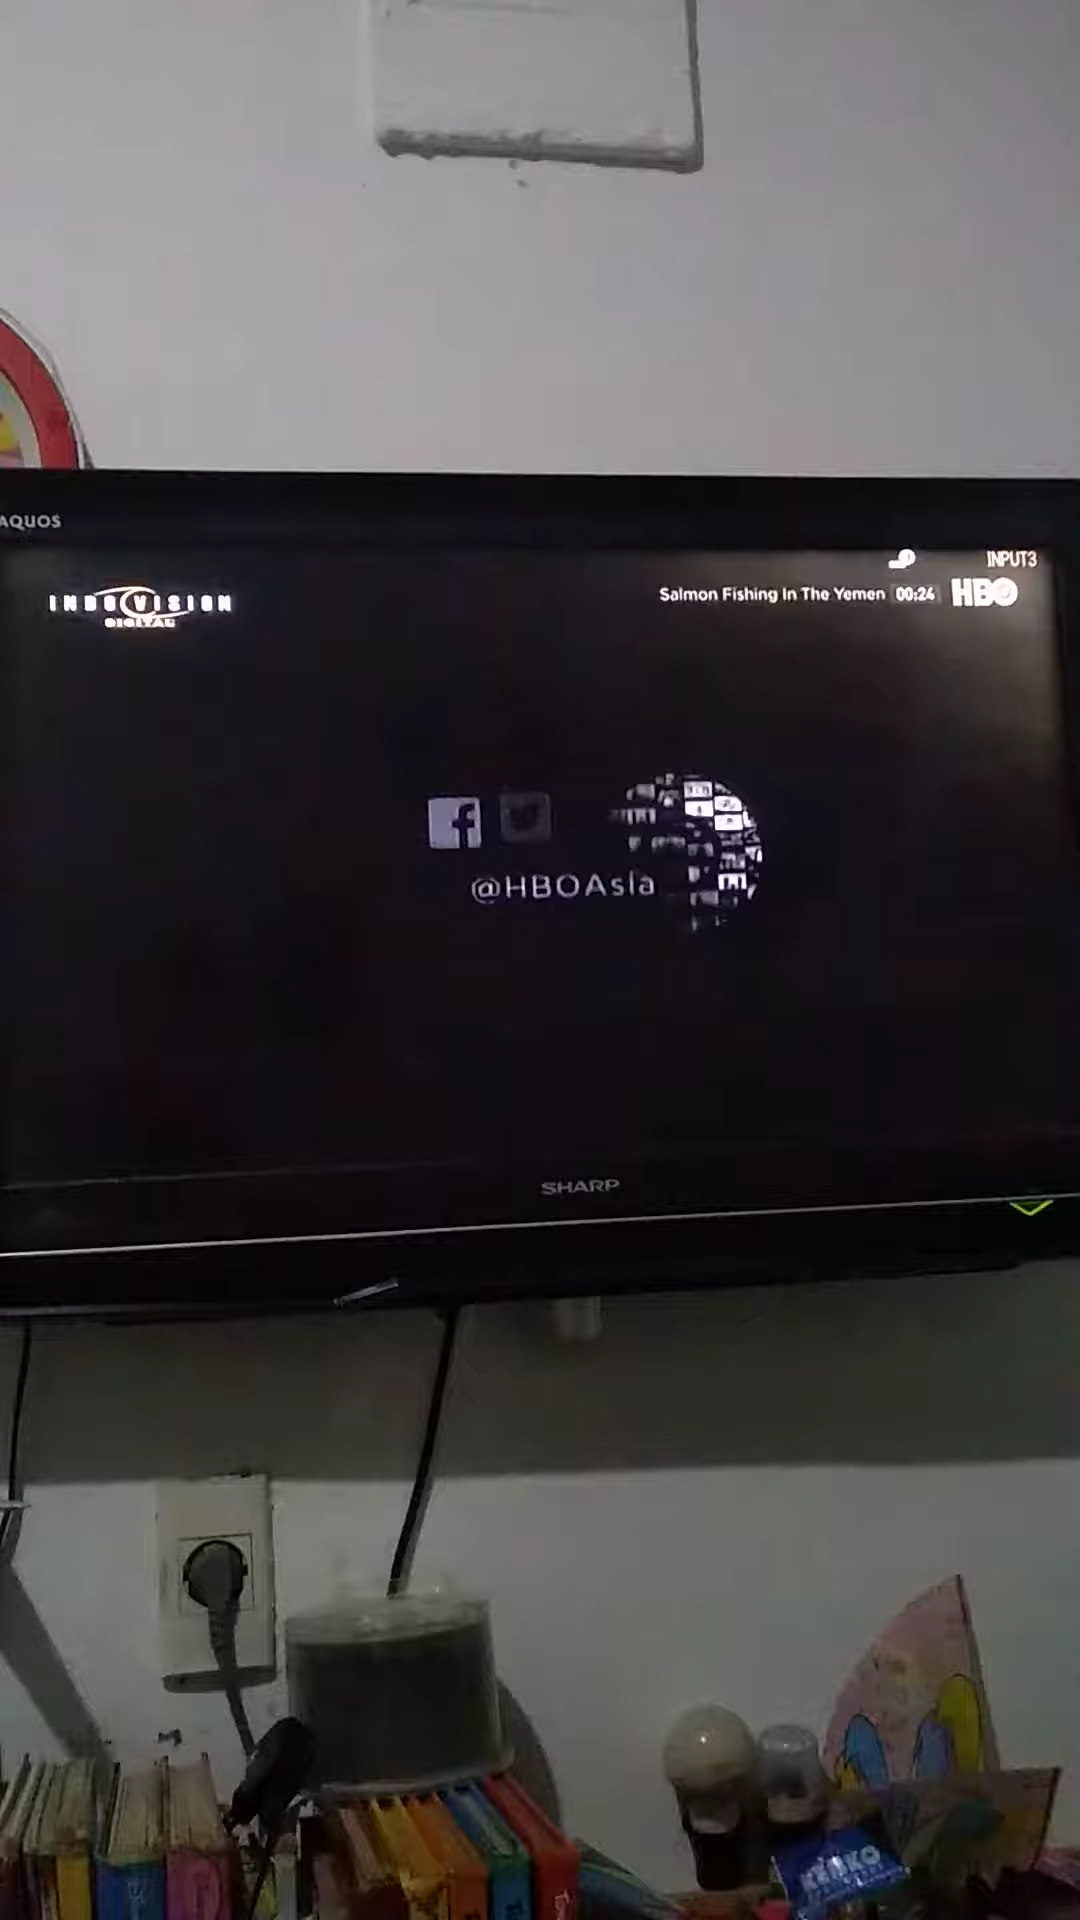 AQUOS
INPUT3
INDOVISION
DIGITAL
Salmon Fishing In The Yemen 00:24 HBO
@HBOAsia
SHARP